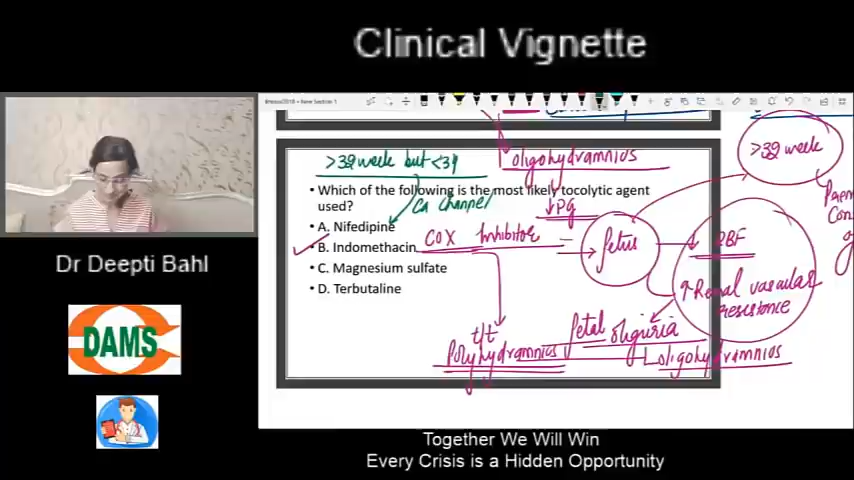 Clinical Vignette
>32 week but <34
oligohydramnios
>32 week
• Which of the following is the most likely tocolytic agent
used?
Ca channel
↓PG
• A. Nifedipine
• B. Indomethacin
COX Inhibitor
fetus
RBF
• C. Magnesium sulfate
• D. Terbutaline
↑Renal vascular
resistance
t/t
Polyhydramnios
fetal oliguria
oligohydramnios
Dr Deepti Bahl
DAMS
Together We Will Win
Every Crisis is a Hidden Opportunity